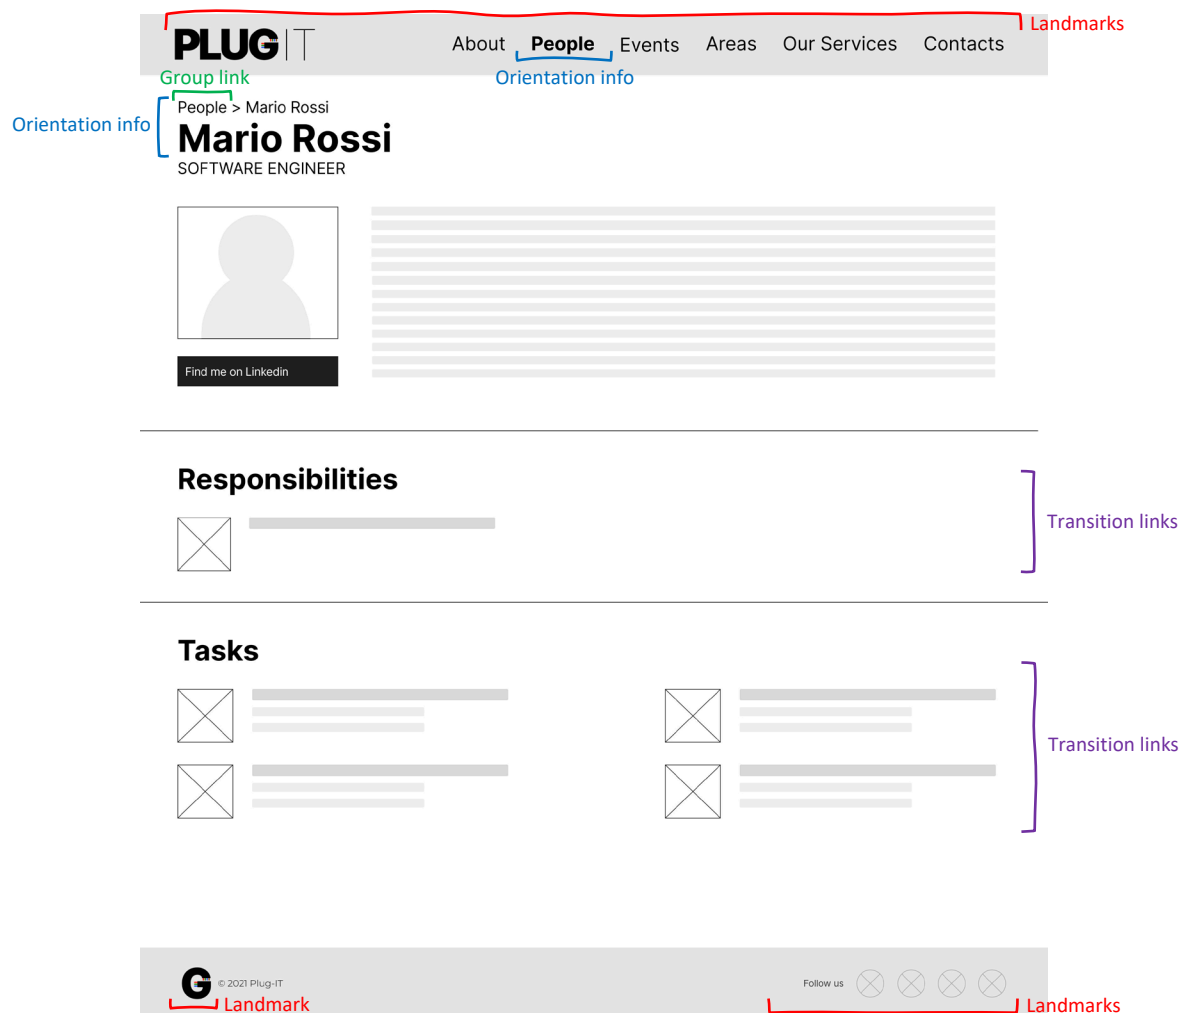 Landmarks
PLUGIT About People Events Areas Our Services Contacts
Group link Orientation info
People > Mario Rossi
Orientation info
Mario Rossi
SOFTWARE ENGINEER
Find me on Linkedin
Responsibilities
Transition links
Tasks
Transition links
G © 2021 Plug-IT Follow us
Landmark Landmarks